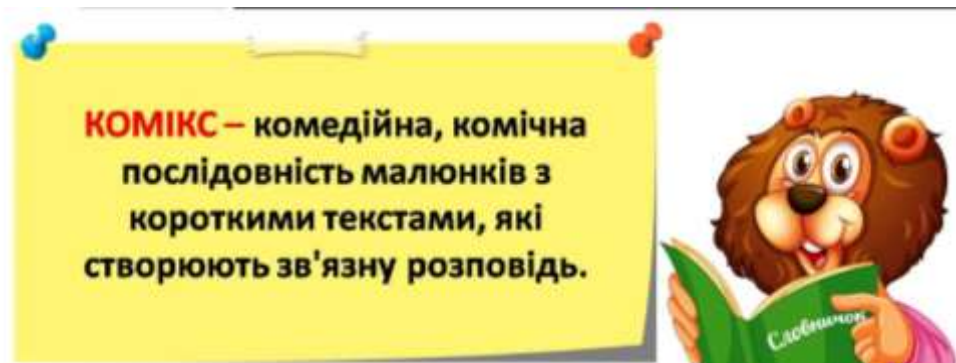 КОМІКС – комедійна, комічна
послідовність малюнків з
короткими текстами, які
створюють зв'язну розповідь.
Словничок